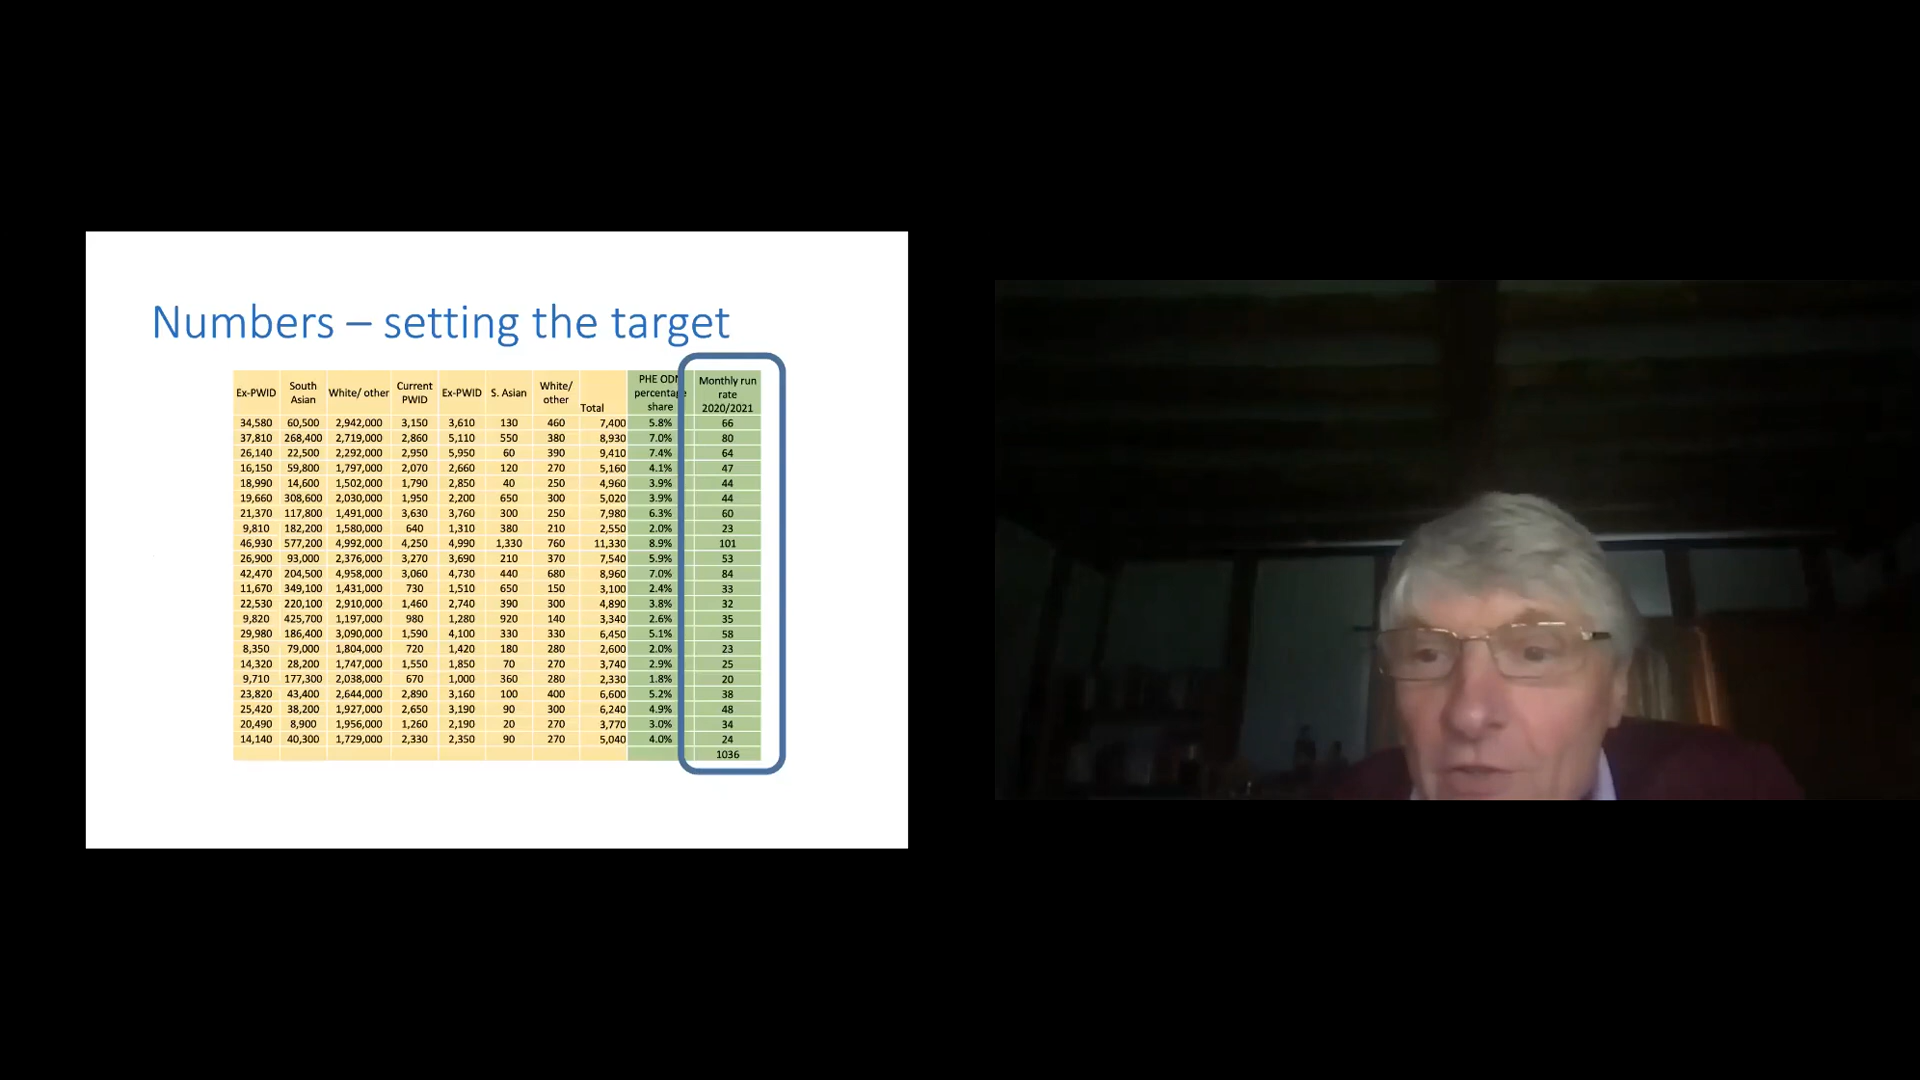 Numbers – setting the target
Ex-PWID South Asian White/ other Current PWID Ex-PWID S. Asian White/ other Total PHE ODN percentage share Monthly run rate 2020/2021
34,580 60,500 2,942,000 3,150 3,610 130 460 7,400 5.8% 66
37,810 268,400 2,719,000 2,860 5,110 550 380 8,930 7.0% 80
26,140 22,500 2,292,000 2,950 5,950 60 390 9,410 7.4% 64
16,150 59,800 1,797,000 2,070 2,660 120 270 5,160 4.1% 47
18,990 14,600 1,502,000 1,790 2,850 40 250 4,960 3.9% 44
19,660 308,600 2,030,000 1,950 2,200 650 300 5,020 3.9% 44
21,370 117,800 1,491,000 3,630 3,760 300 250 7,980 6.3% 60
9,810 182,200 1,580,000 640 1,310 380 210 2,550 2.0% 23
46,930 577,200 4,992,000 4,250 4,990 1,330 760 11,330 8.9% 101
26,900 93,000 2,376,000 3,270 3,690 210 370 7,540 5.9% 53
42,470 204,500 4,958,000 3,060 4,730 440 680 8,960 7.0% 84
11,670 349,100 1,431,000 730 1,510 650 150 3,100 2.4% 33
22,530 220,100 2,910,000 1,460 2,740 390 300 4,890 3.8% 32
9,820 425,700 1,197,000 980 1,280 920 140 3,340 2.6% 35
29,980 186,400 3,090,000 1,590 4,100 330 330 6,450 5.1% 58
8,350 79,000 1,804,000 720 1,420 180 280 2,600 2.0% 23
14,320 28,200 1,747,000 1,550 1,850 70 270 3,740 2.9% 25
9,710 177,300 2,038,000 670 1,000 360 280 2,330 1.8% 20
23,820 43,400 2,644,000 2,890 3,160 100 400 6,600 5.2% 38
25,420 38,200 1,927,000 2,650 3,190 90 300 6,240 4.9% 48
20,490 8,900 1,956,000 1,260 2,190 20 270 3,770 3.0% 34
14,140 40,300 1,729,000 2,330 2,350 90 270 5,040 4.0% 24
1036